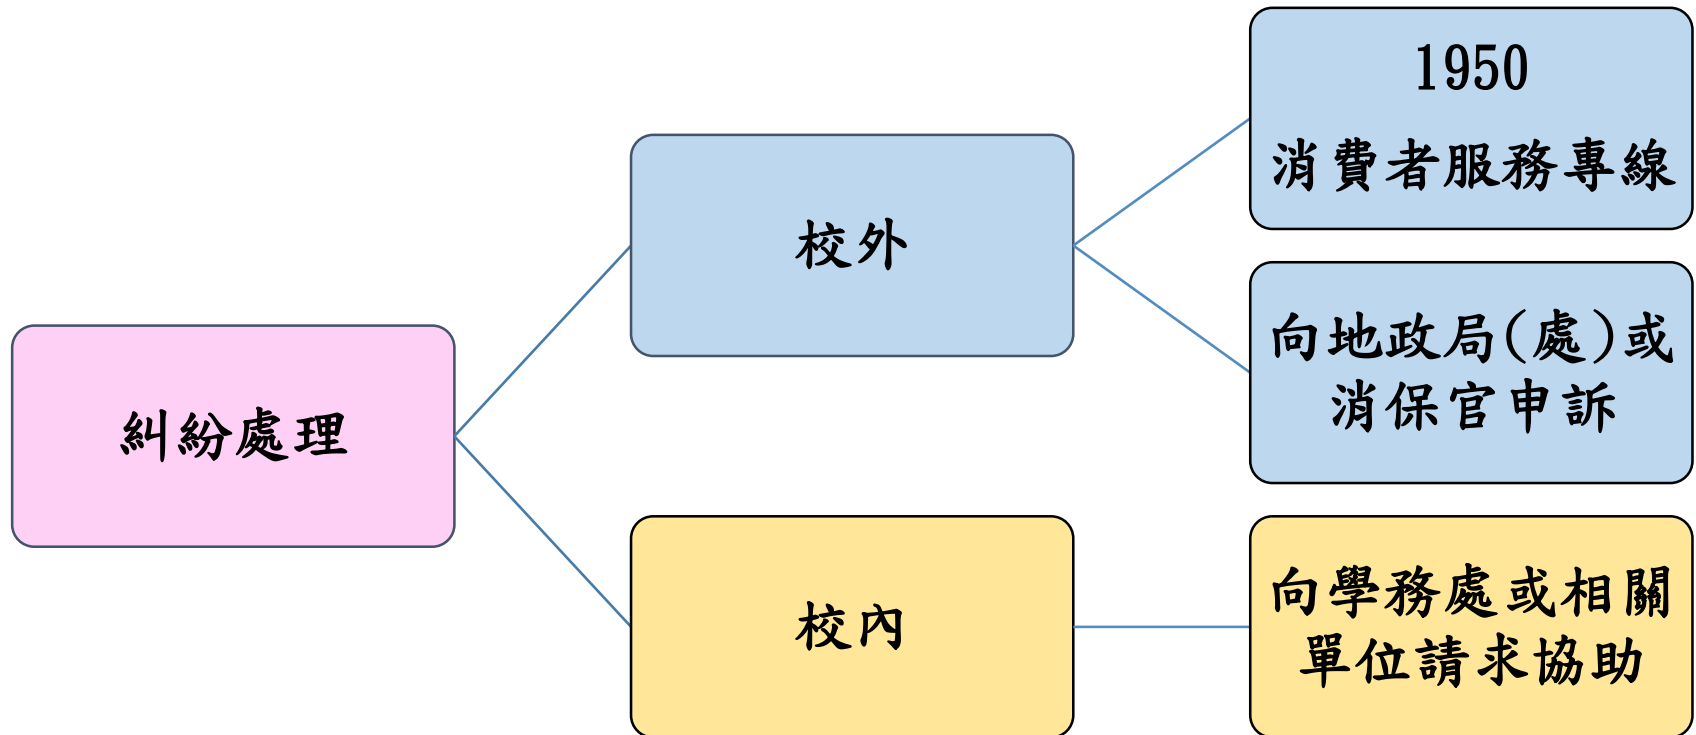 糾紛處理
校外
1950
消費者服務專線
向地政局(處)或
消保官申訴
校內
向學務處或相關
單位請求協助